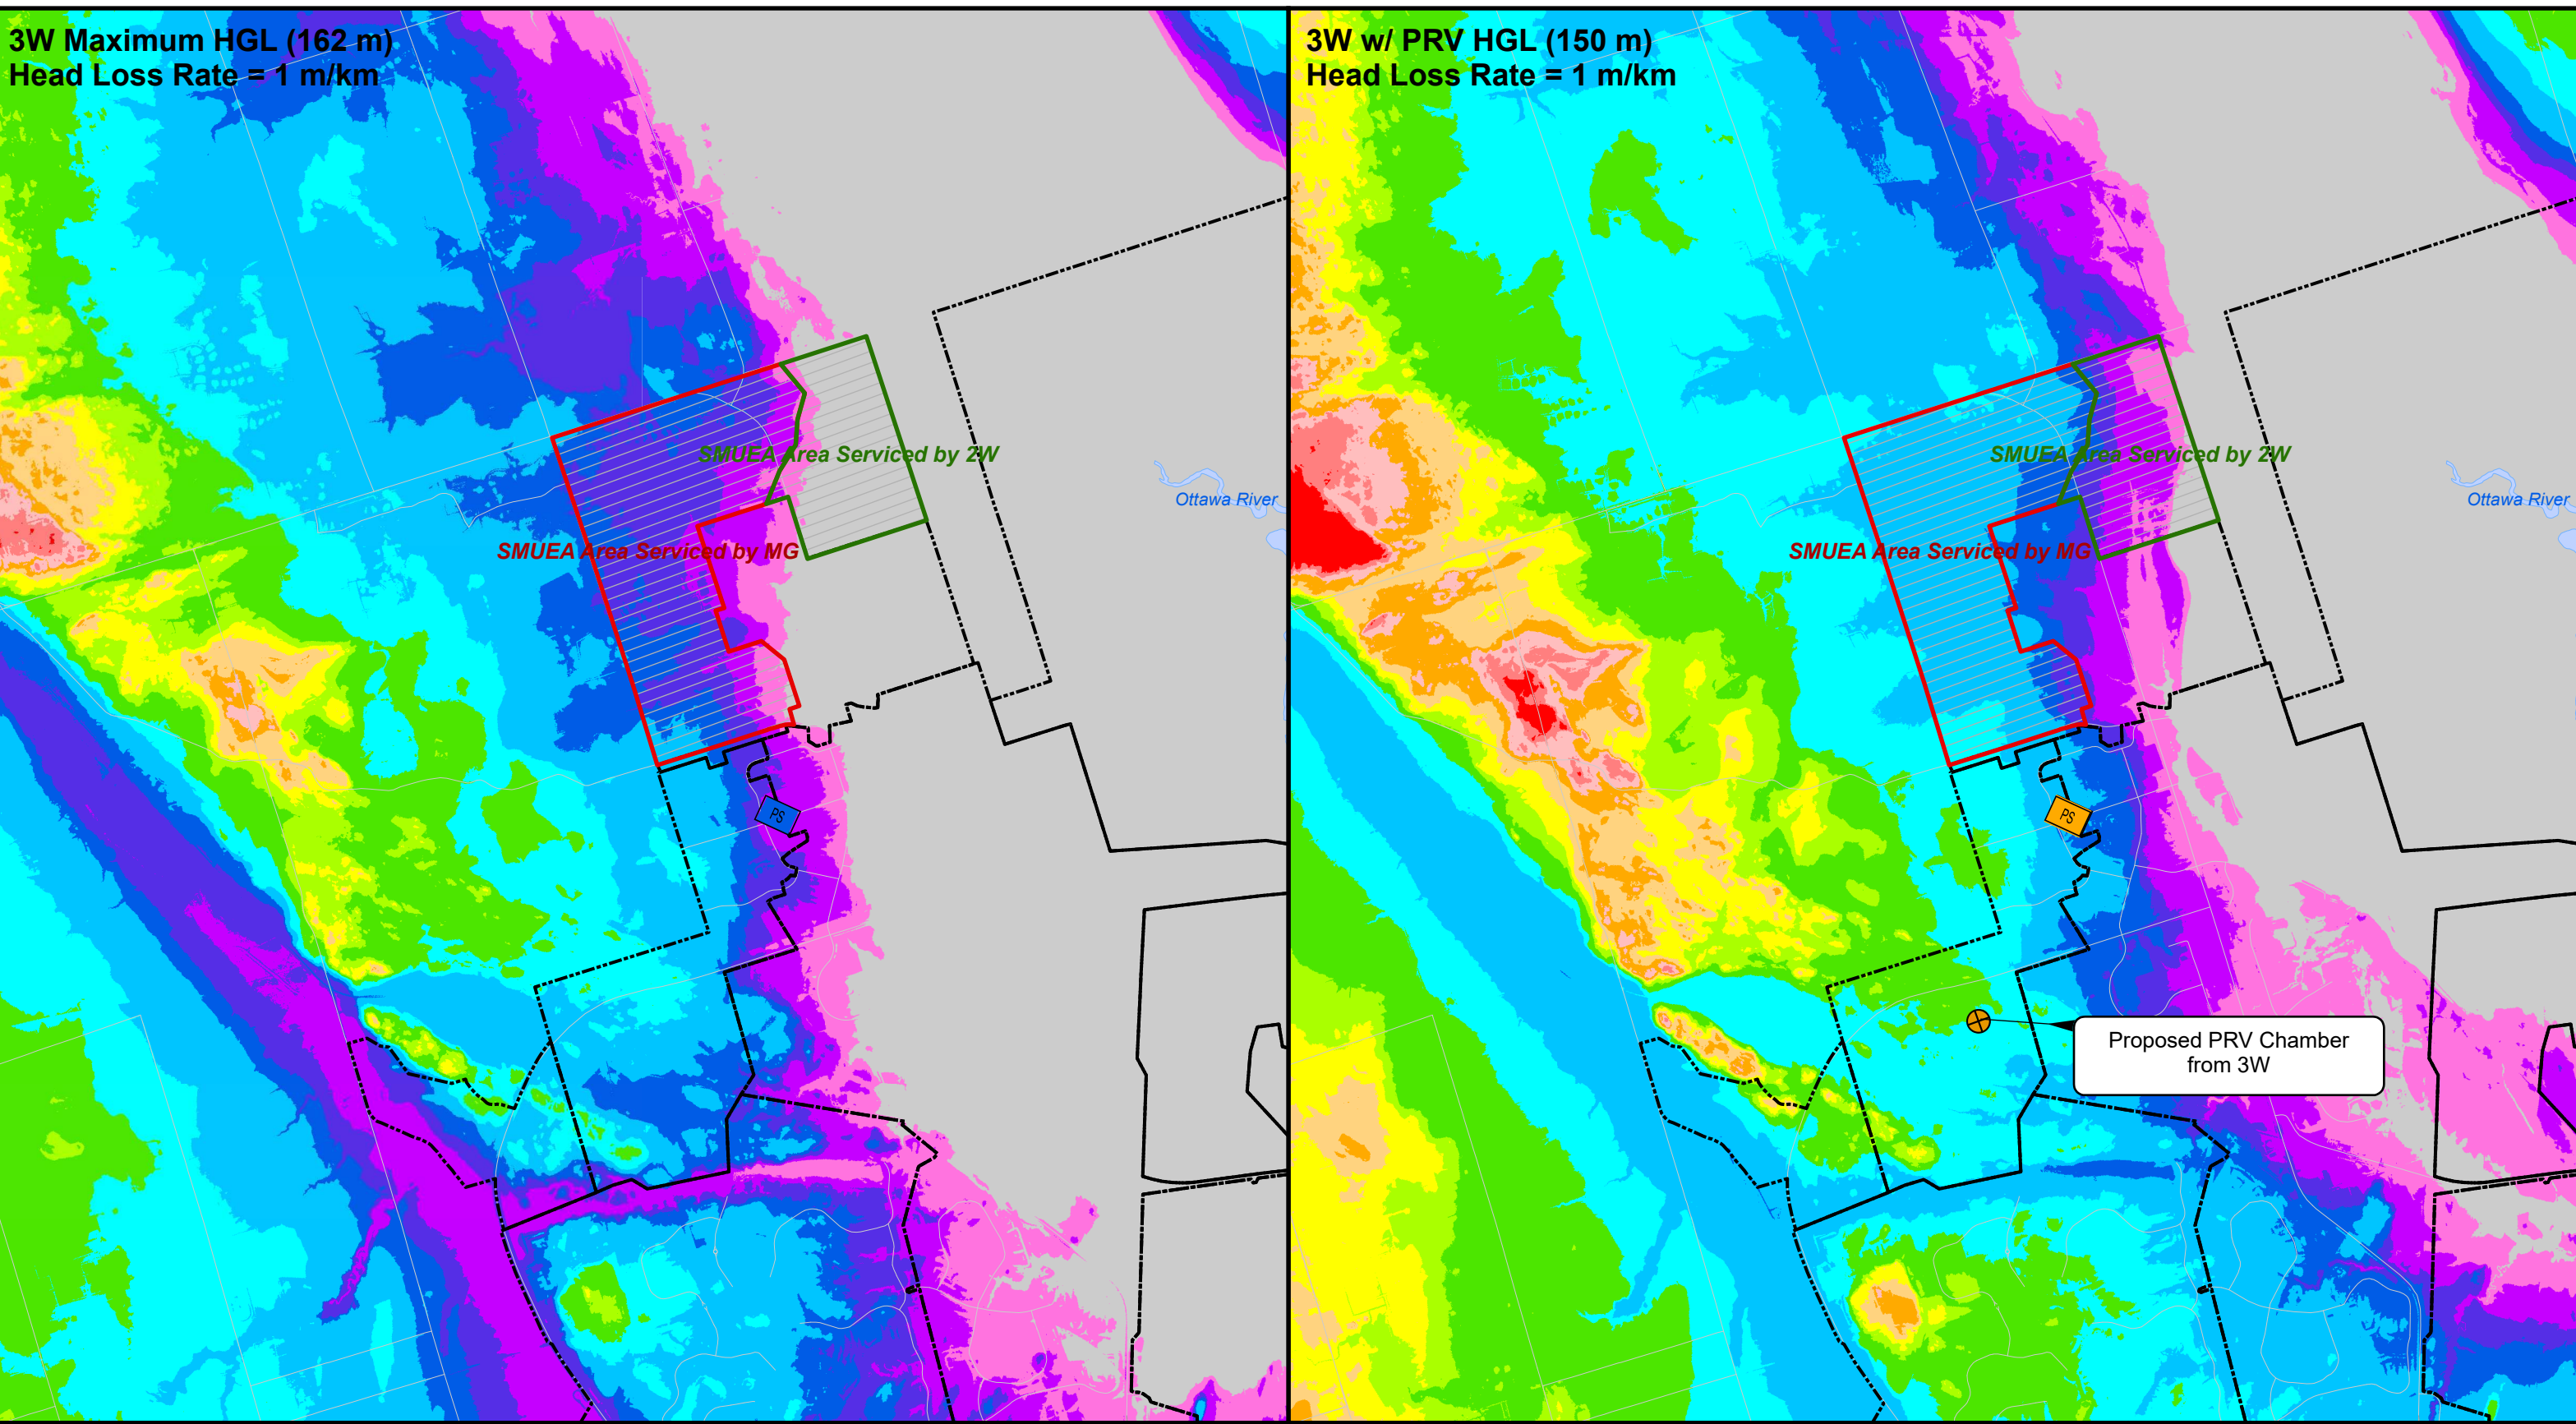 3W Maximum HGL (162 m)
Head Loss Rate = 1 m/km
SMUEA Area Serviced by 2W
Ottawa River
SMUEA Area Serviced by MG
PS
3W w/ PRV HGL (150 m)
Head Loss Rate = 1 m/km
SMUEA Area Serviced by 2W
Ottawa River
SMUEA Area Serviced by MG
PS
Proposed PRV Chamber
from 3W